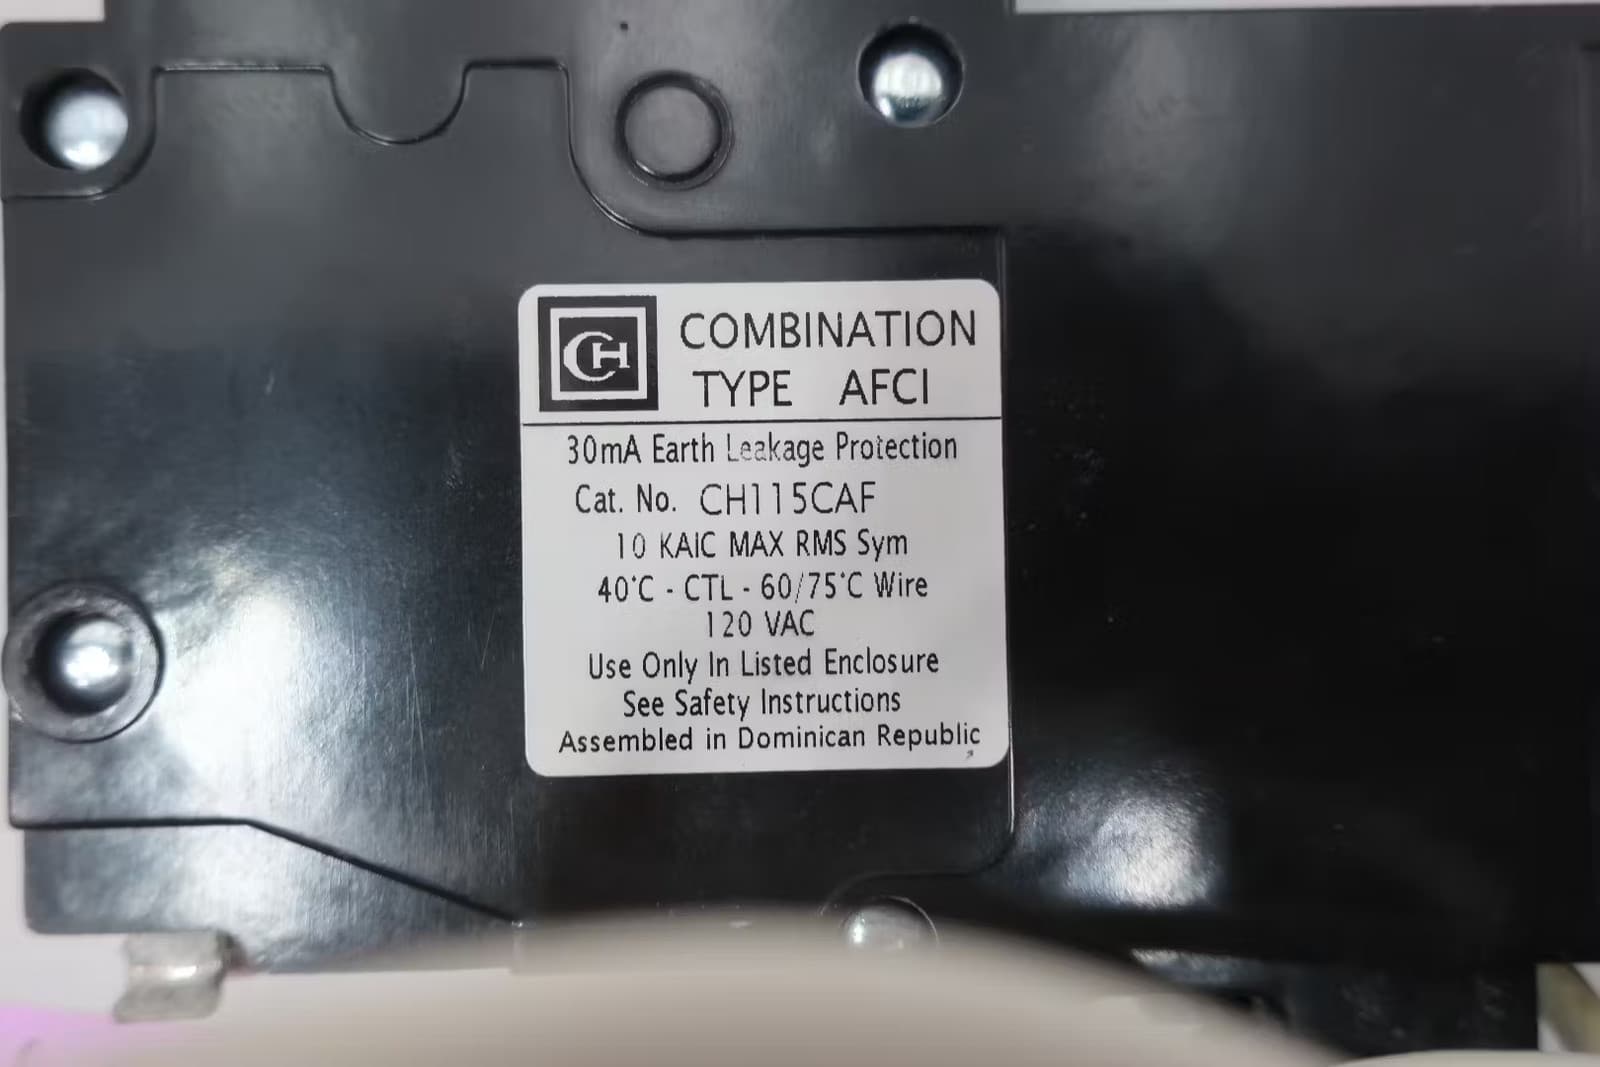 CH
COMBINATION
TYPE AFCI
30mA Earth Leakage Protection
Cat. No. CH115CAF
10 KAIC MAX RMS Sym
40°C - CTL - 60/75°C Wire
120 VAC
Use Only In Listed Enclosure
See Safety Instructions
Assembled in Dominican Republic